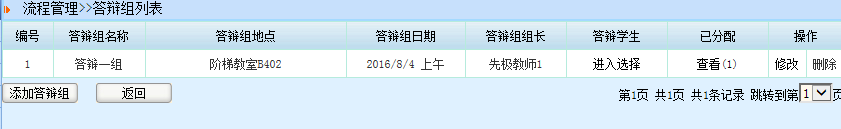 流程管理>>答辩组列表
编号 答辩组名称 答辩组地点 答辩组日期 答辩组组长 答辩学生 已分配 操作
1 答辩一组 阶梯教室B402 2016/8/4 上午 先极教师1 进入选择 查看(1) 修改 删除
添加答辩组 返回
第1页 共1页 共1条记录 跳转到第1页